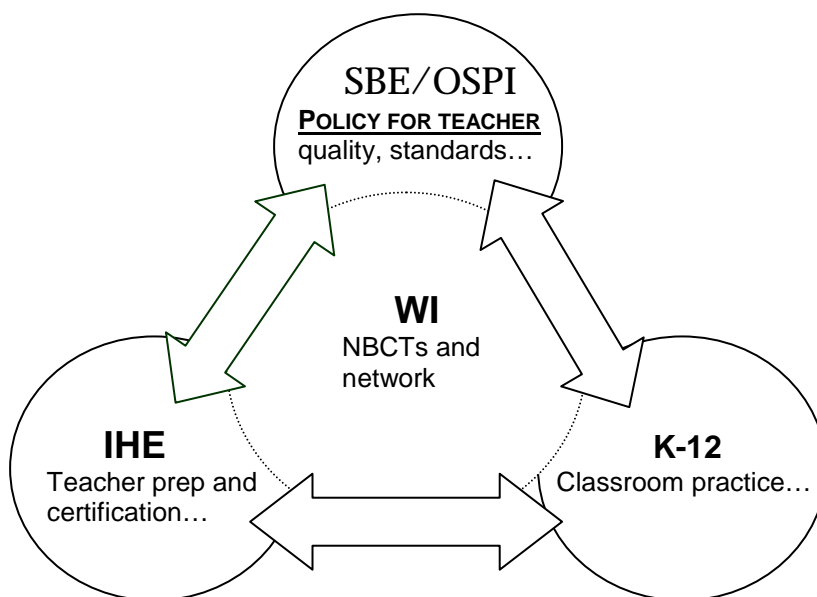 SBE/OSPI
POLICY FOR TEACHER
quality, standards…
WI
NBCTs and
network
IHE
Teacher prep and
certification…
K-12
Classroom practice…